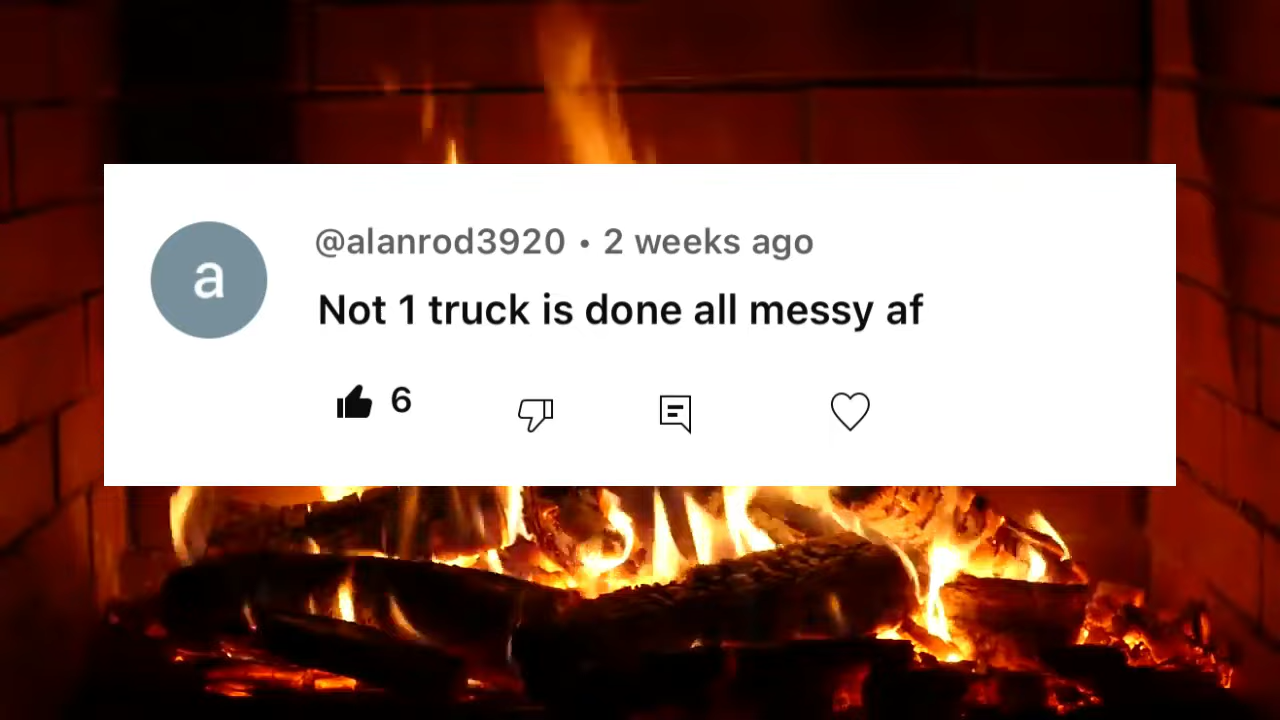 a
@alanrod3920 • 2 weeks ago
Not 1 truck is done all messy af
6